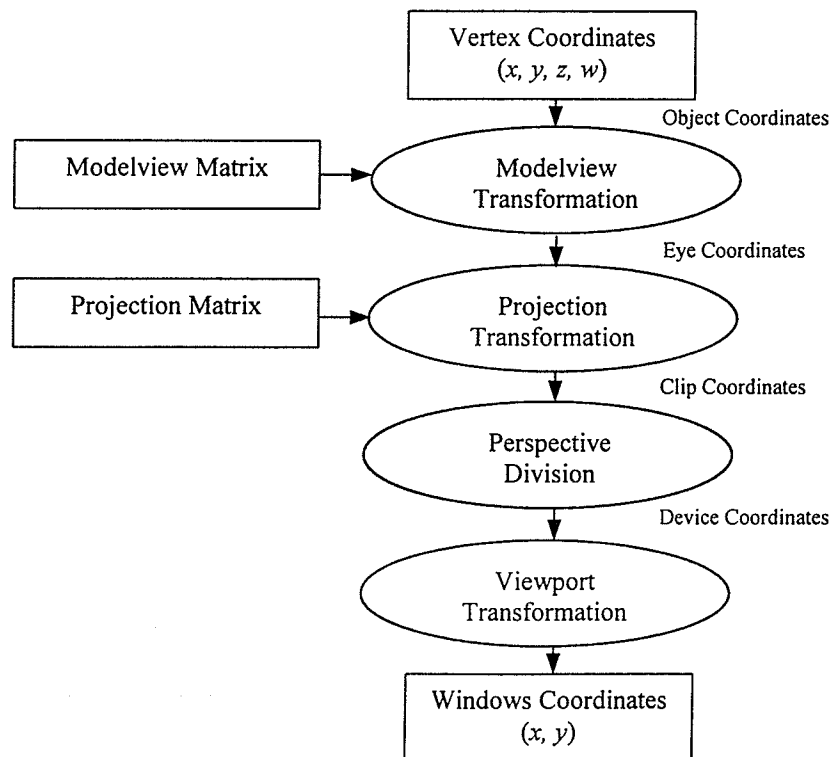 Vertex Coordinates
(x, y, z, w)
Object Coordinates
Modelview Matrix
Modelview
Transformation
Eye Coordinates
Projection Matrix
Projection
Transformation
Clip Coordinates
Perspective
Division
Device Coordinates
Viewport
Transformation
Windows Coordinates
(x, y)